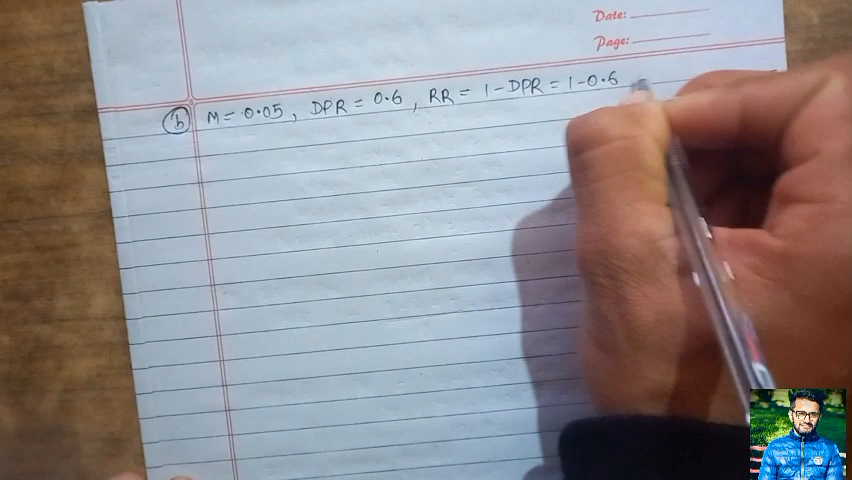 Date:
Page:
(b) M = 0.05, DPR = 0.6, RR = 1 - DPR = 1 - 0.6